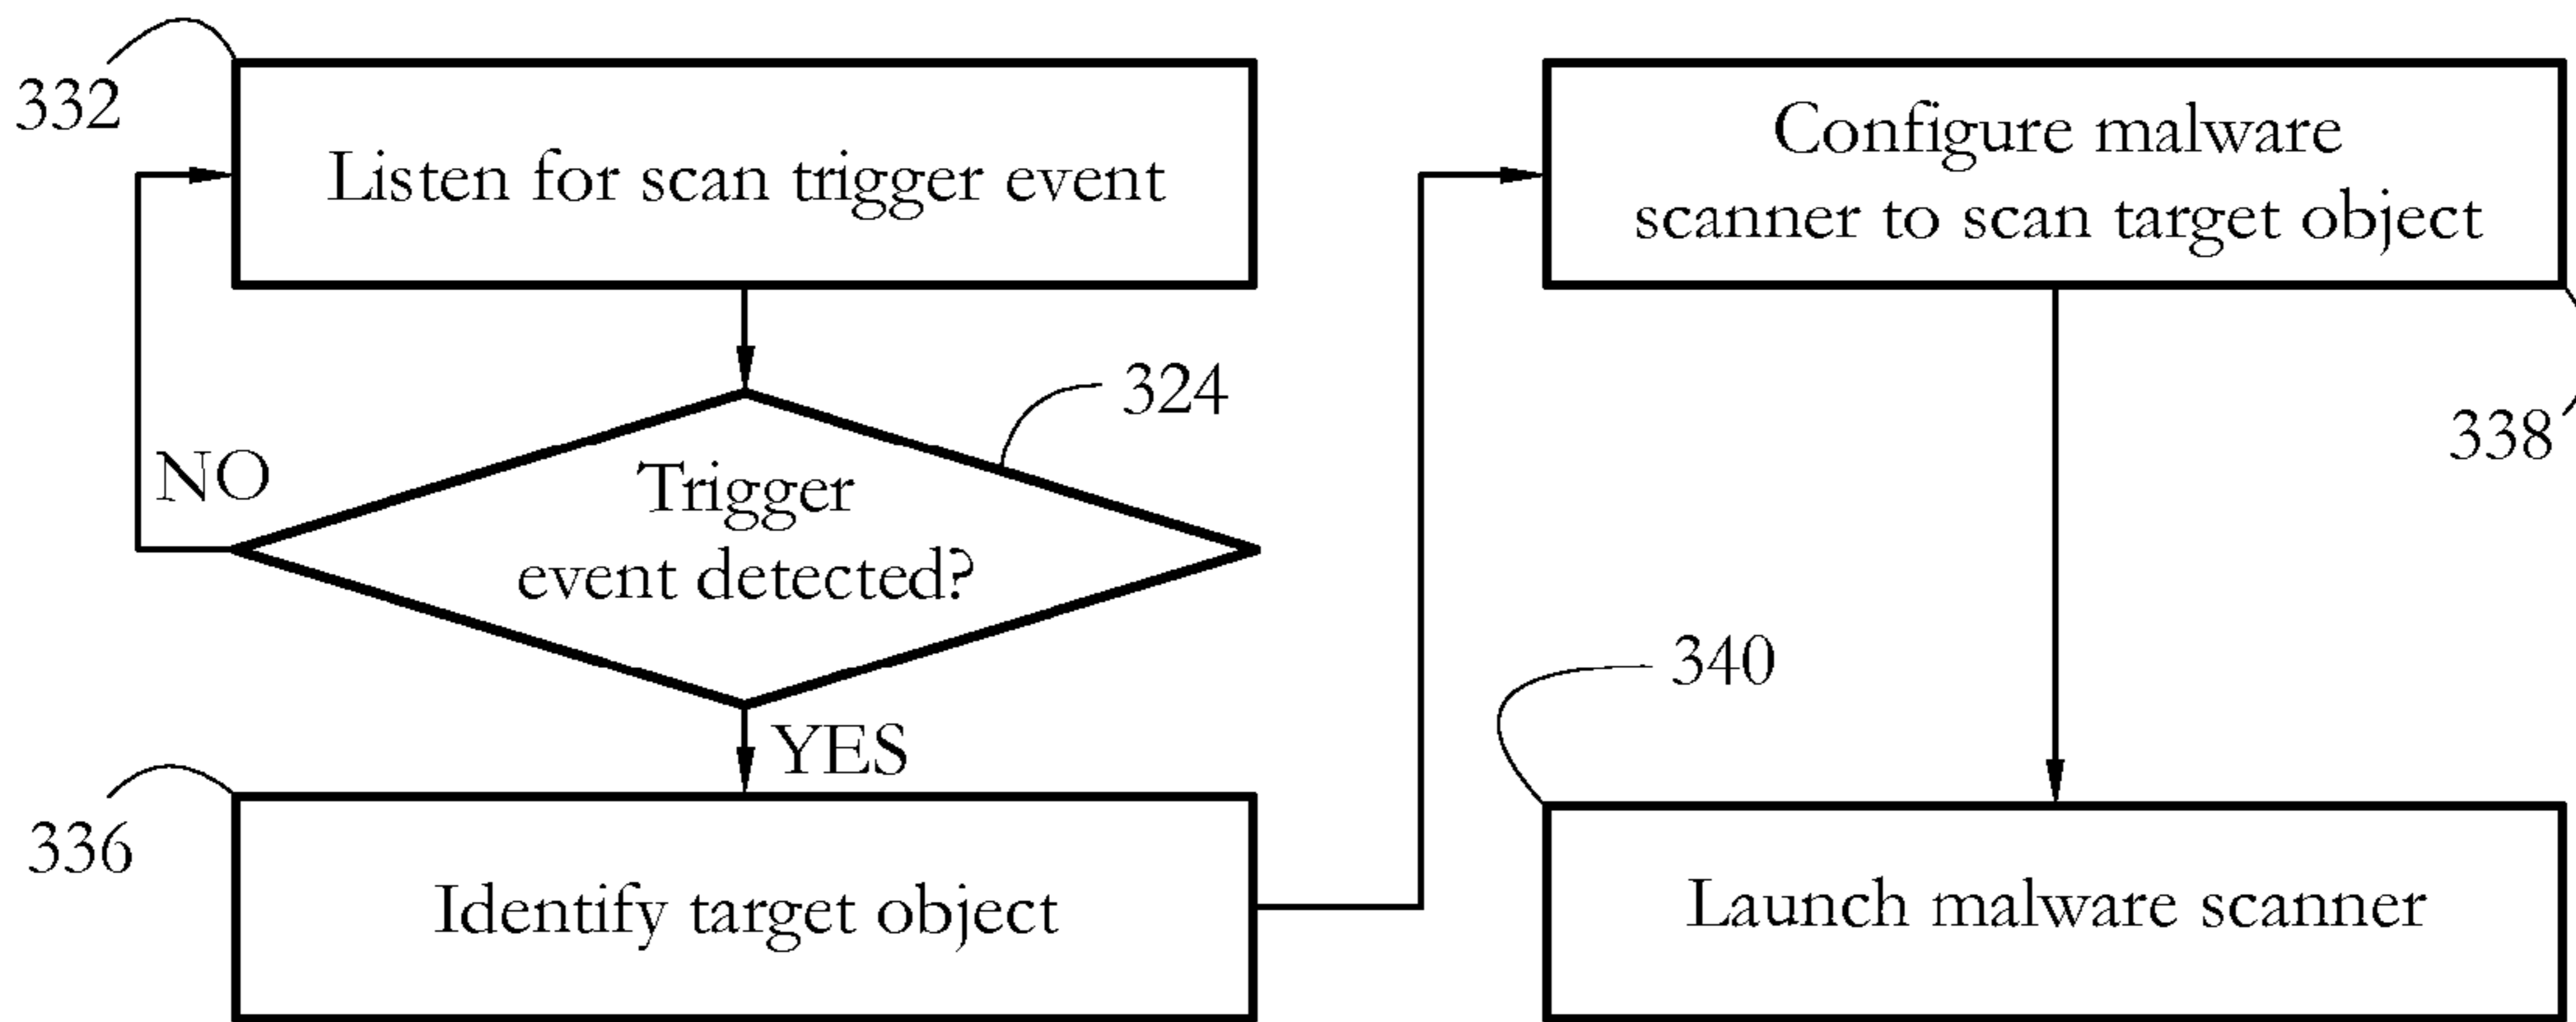 332
Listen for scan trigger event
324
NO
Trigger
event detected?
YES
336
Identify target object
Configure malware
scanner to scan target object
338
340
Launch malware scanner